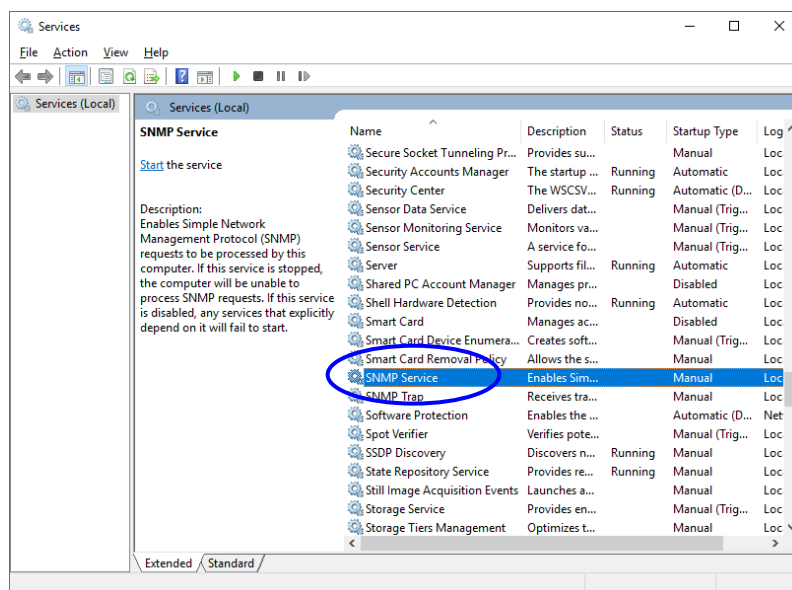 Services
File Action View Help
Services (Local)
Services (Local)
SNMP Service
Start the service
Description:
Enables Simple Network
Management Protocol (SNMP)
requests to be processed by this
computer. If this service is stopped,
the computer will be unable to
process SNMP requests. If this service
is disabled, any services that explicitly
depend on it will fail to start.
Name Description Status Startup Type Log
Secure Socket Tunneling Pr... Provides su... Manual Loc
Security Accounts Manager The startup ... Running Automatic Loc
Security Center The WSCSV... Running Automatic (D... Loc
Sensor Data Service Delivers dat... Manual (Trig... Loc
Sensor Monitoring Service Monitors va... Manual (Trig... Loc
Sensor Service A service fo... Manual (Trig... Loc
Server Supports fil... Running Automatic Loc
Shared PC Account Manager Manages pr... Disabled Loc
Shell Hardware Detection Provides no... Running Automatic Loc
Smart Card Manages ac... Disabled Loc
Smart Card Device Enumera... Creates soft... Manual (Trig... Loc
Smart Card Removal Policy Allows the s... Manual Loc
SNMP Service Enables Sim... Manual Loc
SNMP Trap Receives tra... Manual Loc
Software Protection Enables the ... Automatic (D... Net
Spot Verifier Verifies pote... Manual (Trig... Loc
SSDP Discovery Discovers n... Running Manual Loc
State Repository Service Provides re... Running Manual Loc
Still Image Acquisition Events Launches a... Manual Loc
Storage Service Provides en... Manual (Trig... Loc
Storage Tiers Management Optimizes t... Manual Loc
Extended Standard